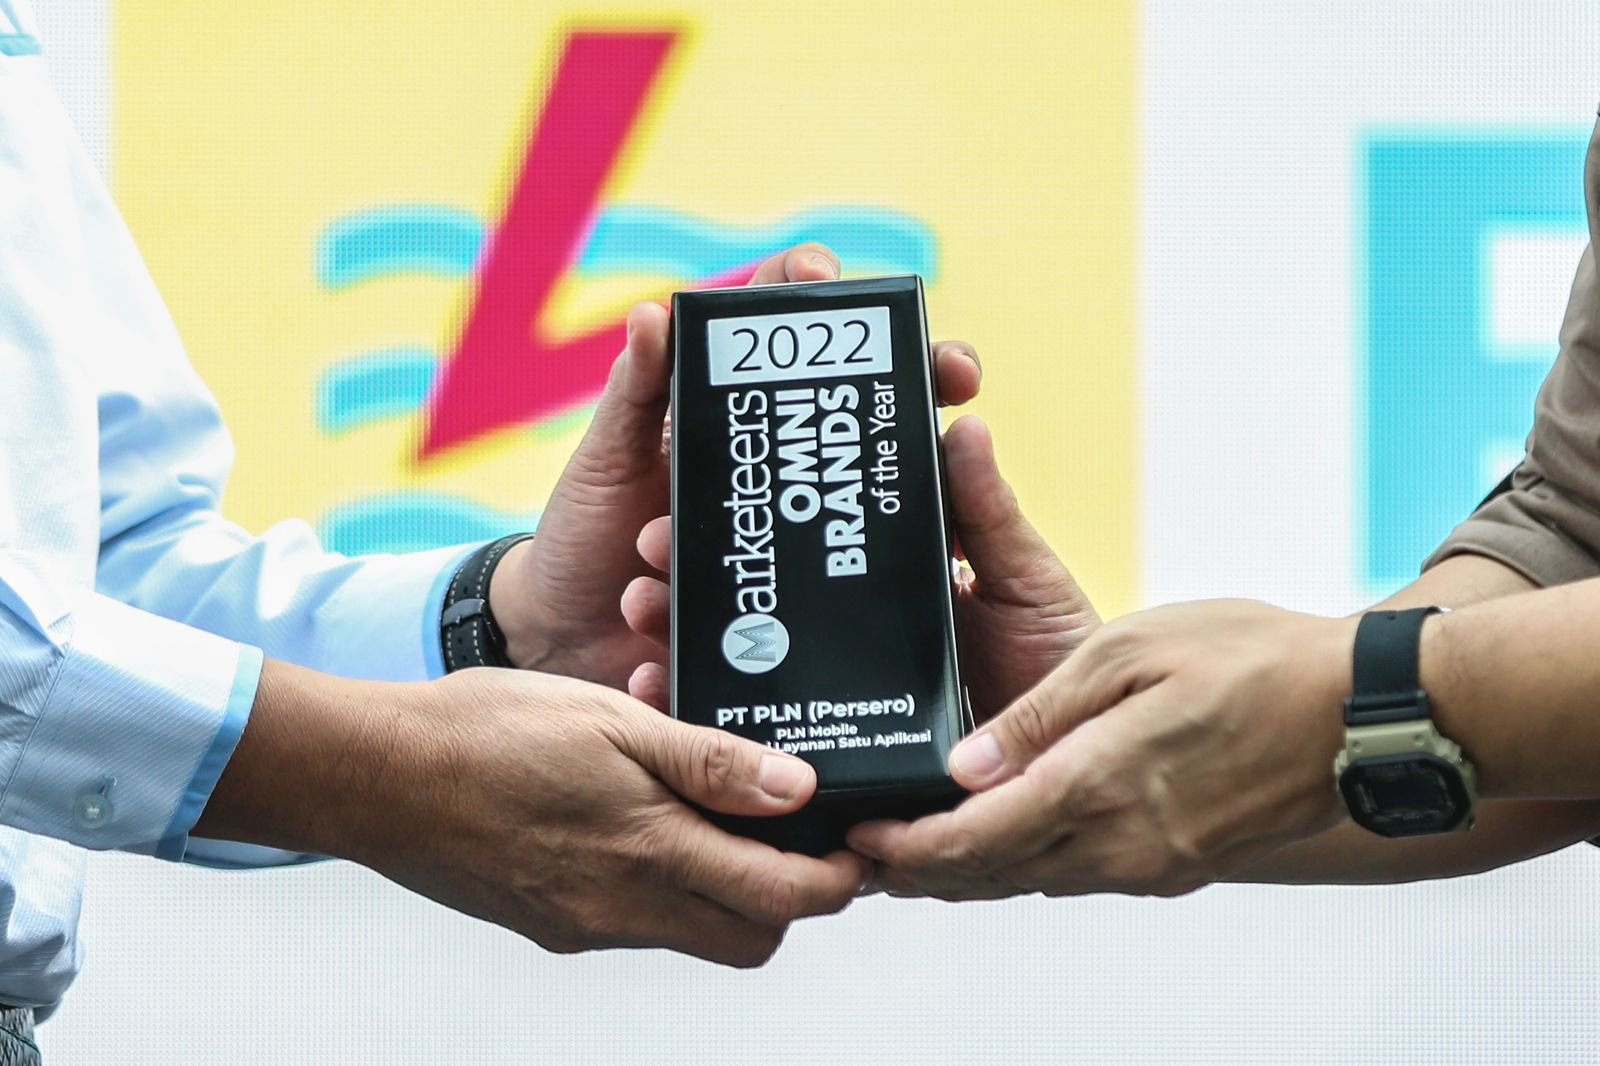 2022
Marketeers
OMNI
BRANDS
of the Year
PT PLN (Persero)
PLN Mobile
Layanan Satu Aplikasi